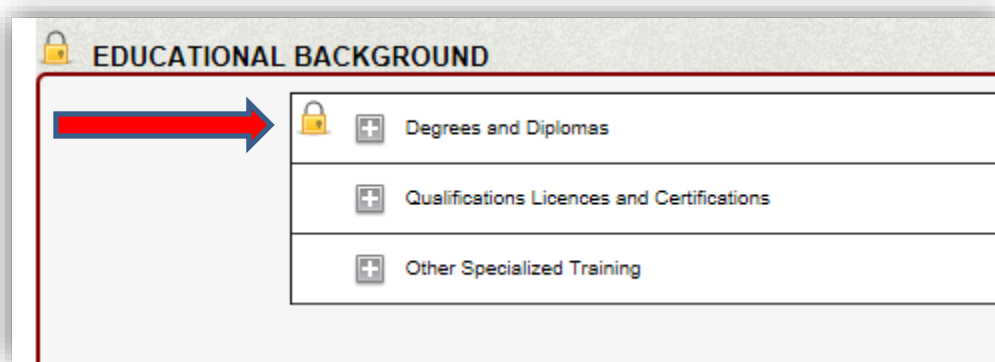 EDUCATIONAL BACKGROUND
Degrees and Diplomas
Qualifications Licences and Certifications
Other Specialized Training